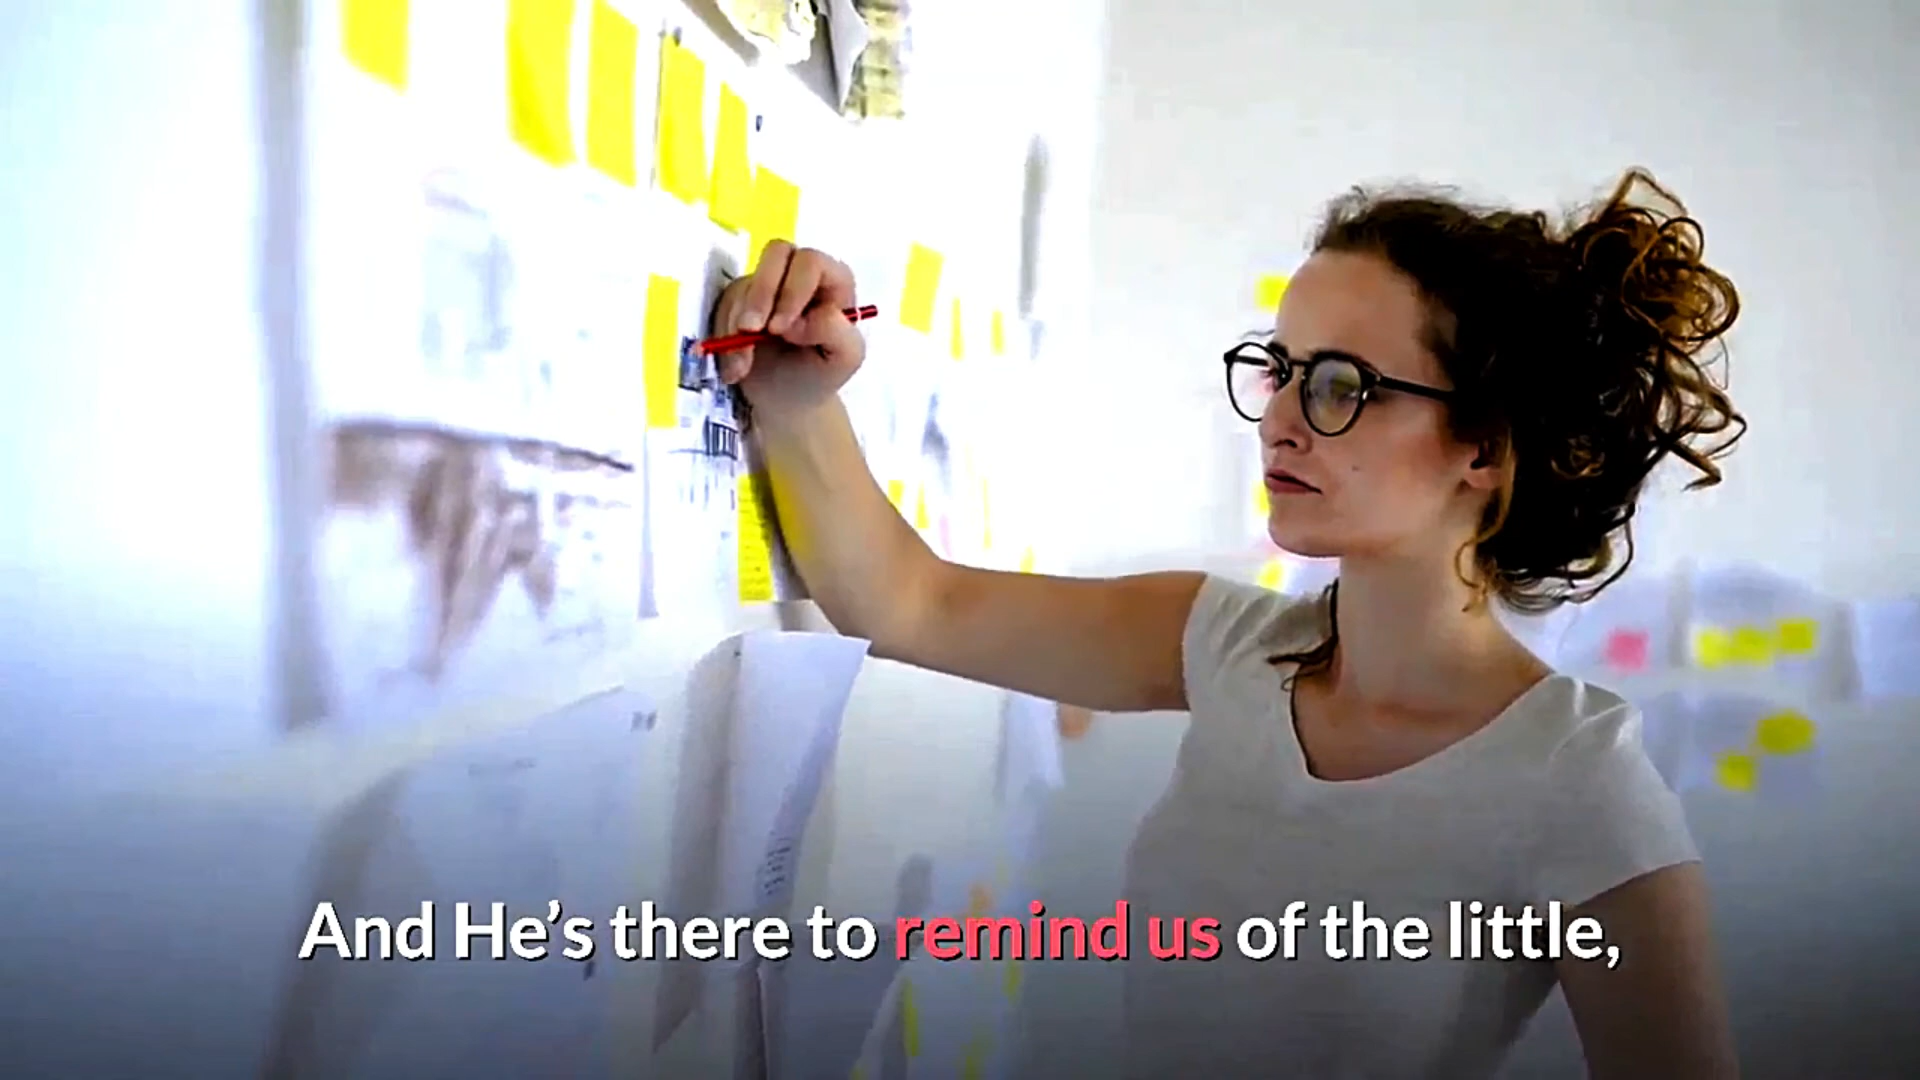 And He’s there to remind us of the little,